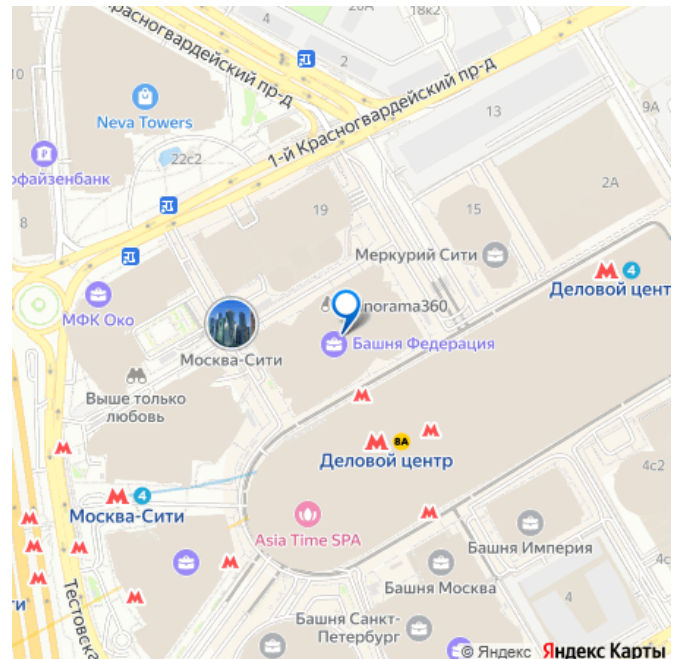 18к2
20А
расногвардейский пр-д
2
10
Neva Towers
1-й Красногвардейский пр-д
13
9А
22с2
офайзенбанк
2А
8
19
15
Меркурий Сити
4
Деловой цент
МФК Око
norama360
Башня Федерация
Москва-Сити
Выше только
любовь
8А
Деловой центр
4с2
4
Москва-Сити
Asia Time SPA
Башня Империя
4с
Башня Москва
4
ти
Тестовска
Башня Санкт-
Петербург
© Яндекс Яндекс Карты